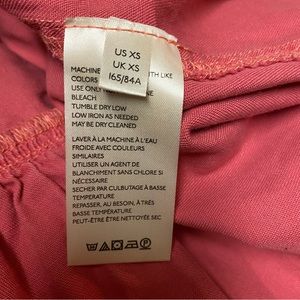 US XS
UK XS
165/84A
MACHINE WITH LIKE
COLORS
USE ONLY NON
BLEACH
TUMBLE DRY LOW
LOW IRON AS NEEDED
MAY BE DRY CLEANED
LAVER À LA MACHINE À L'EAU
FROIDE AVEC COULEURS
SIMILAIRES
UTILISER UN AGENT DE
BLANCHIMENT SANS CHLORE SI
NÉCESSAIRE
SECHER PAR CULBUTAGE À BASSE
TEMPÉRATURE
REPASSER, AU BESOIN, À TRÈS
BASSE TEMPÉRATURE
PEUT-ÊTRE ÊTRE NETTOYÉE SEC